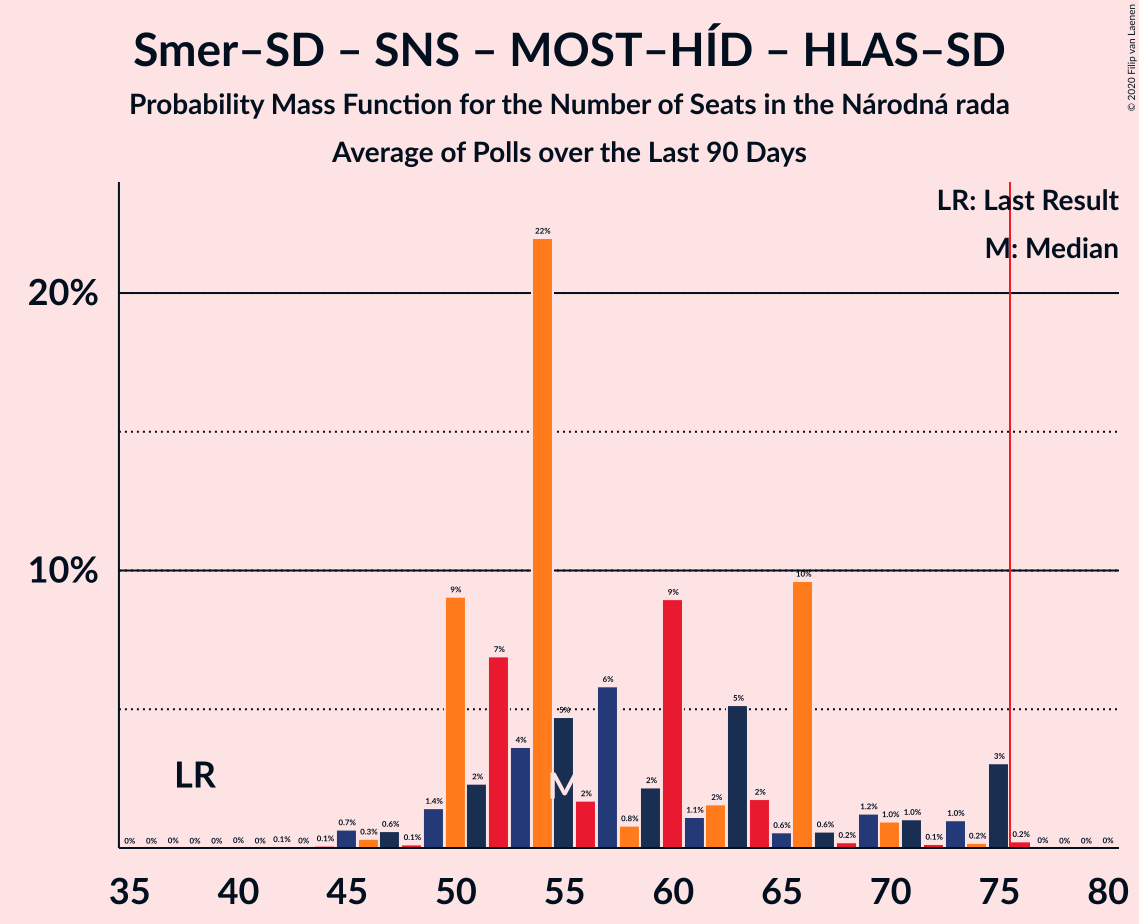 Smer–SD – SNS – MOST–HÍD – HLAS–SD
Probability Mass Function for the Number of Seats in the Národná rada
Average of Polls over the Last 90 Days
© 2020 Filip van Laenen
LR: Last Result
M: Median
20%
10%
LR
M
0% 0% 0% 0% 0% 0% 0% 0.1% 0% 0.1% 0.7% 0.3% 0.6% 0.1% 1.4% 9% 2% 7% 4% 22% 5% 2% 6% 0.8% 2% 9% 1.1% 2% 5% 2% 0.6% 10% 0.6% 0.2% 1.2% 1.0% 1.0% 0.1% 1.0% 0.2% 3% 0.2% 0% 0% 0% 0%
35 40 45 50 55 60 65 70 75 80